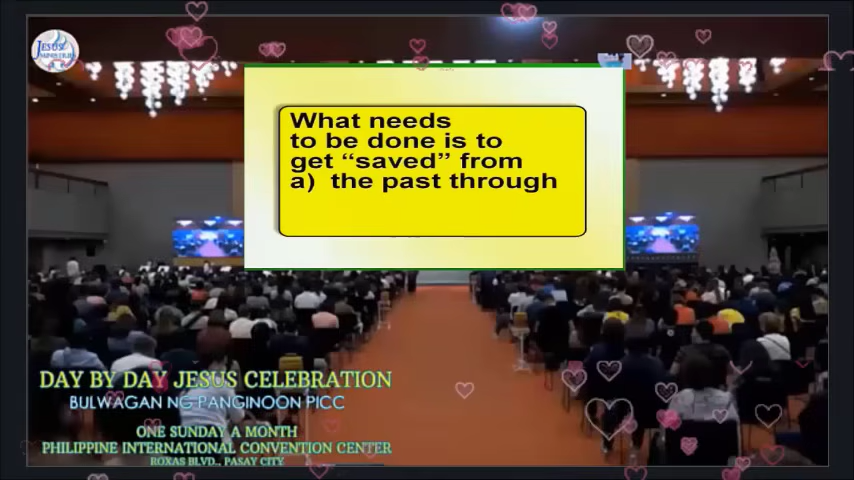 JESUS
What needs
to be done is to
get “saved” from
a) the past through
DAY BY DAY JESUS CELEBRATION
BULWAGAN NG PANGINOON PICC
ONE SUNDAY A MONTH
PHILIPPINE INTERNATIONAL CONVENTION CENTER
ROXAS BLVD., PASAY CITY